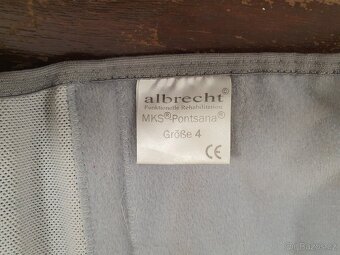 albrecht©
Funktionelle Rehabilitation
MKS®Pontsana®
Größe 4
CE